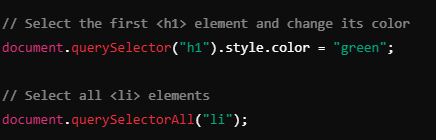 // Select the first <h1> element and change its color
document.querySelector("h1").style.color = "green";
// Select all <li> elements
document.querySelectorAll("li");